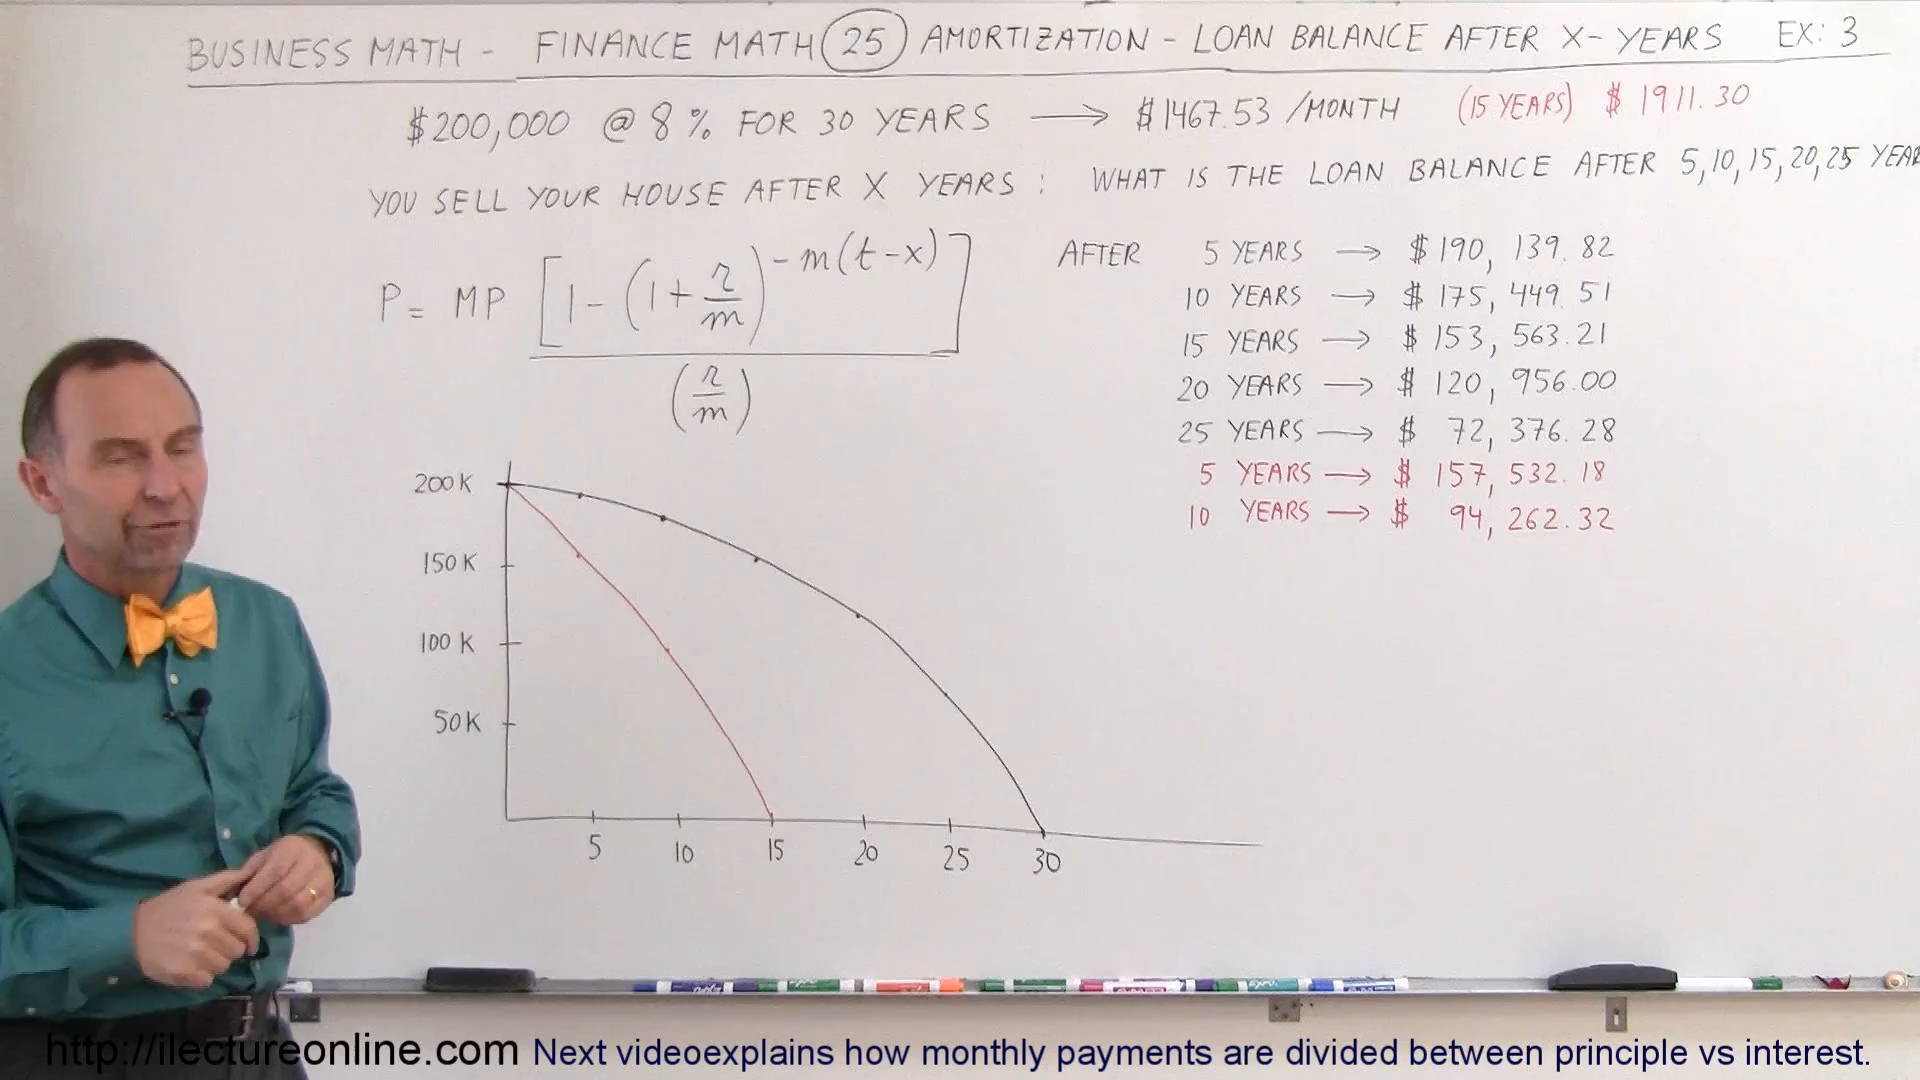 BUSINESS MATH - FINANCE MATH 25 AMORTIZATION - LOAN BALANCE AFTER X-YEARS EX: 3
$200,000 @ 8% FOR 30 YEARS → $1467.53 /MONTH (15 YEARS) $ 1911.30
YOU SELL YOUR HOUSE AFTER X YEARS: WHAT IS THE LOAN BALANCE AFTER 5,10,15,20,25 YEAR
P = MP [1-(1+r/m)^-m(t-x)] / (r/m)
AFTER 5 YEARS → $190,139.82
10 YEARS → $175,449.51
15 YEARS → $153,563.21
20 YEARS → $120,956.00
25 YEARS → $ 72,376.28
5 YEARS → $ 157,532.18
10 YEARS → $ 94,262.32
200K
150K
100K
50K
5 10 15 20 25 30
http://ilectureonline.com Next videoexplains how monthly payments are divided between principle vs interest.